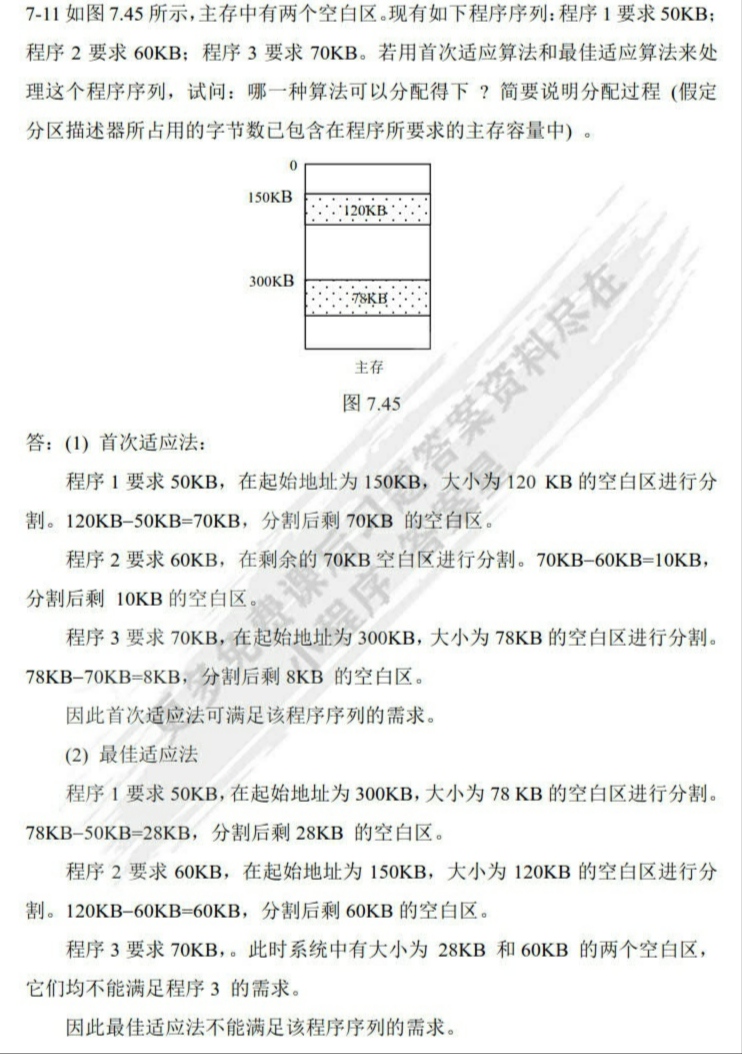 7-11 如图 7.45 所示，主存中有两个空白区。现有如下程序序列：程序 1 要求 50KB；
程序 2 要求 60KB；程序 3 要求 70KB。若用首次适应算法和最佳适应算法来处
理这个程序序列，试问：哪一种算法可以分配得下 ？简要说明分配过程 (假定
分区描述器所占用的字节数已包含在程序所要求的主存容量中) 。
0
150KB
120KB
300KB
78KB
主存
图 7.45
答：(1) 首次适应法：
程序 1 要求 50KB，在起始地址为 150KB，大小为 120 KB 的空白区进行分
割。120KB−50KB=70KB，分割后剩 70KB 的空白区。
程序 2 要求 60KB，在剩余的 70KB 空白区进行分割。70KB−60KB=10KB，
分割后剩 10KB 的空白区。
程序 3 要求 70KB，在起始地址为 300KB，大小为 78KB 的空白区进行分割。
78KB−70KB=8KB，分割后剩 8KB 的空白区。
因此首次适应法可满足该程序序列的需求。
(2) 最佳适应法
程序 1 要求 50KB，在起始地址为 300KB，大小为 78 KB 的空白区进行分割。
78KB−50KB=28KB，分割后剩 28KB 的空白区。
程序 2 要求 60KB，在起始地址为 150KB，大小为 120KB 的空白区进行分
割。120KB−60KB=60KB，分割后剩 60KB 的空白区。
程序 3 要求 70KB，。此时系统中有大小为 28KB 和 60KB 的两个空白区，
它们均不能满足程序 3 的需求。
因此最佳适应法不能满足该程序序列的需求。